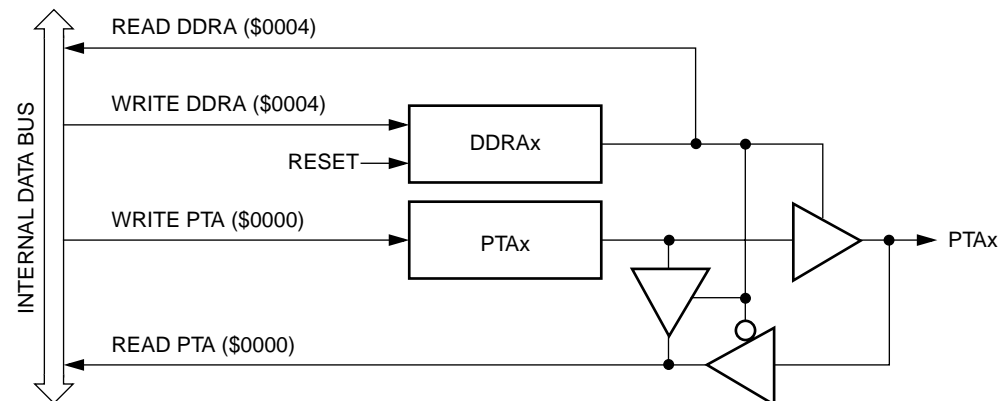 READ DDRA ($0004)
WRITE DDRA ($0004)
DDRAx
RESET
INTERNAL DATA BUS
WRITE PTA ($0000)
PTAx
PTAx
READ PTA ($0000)